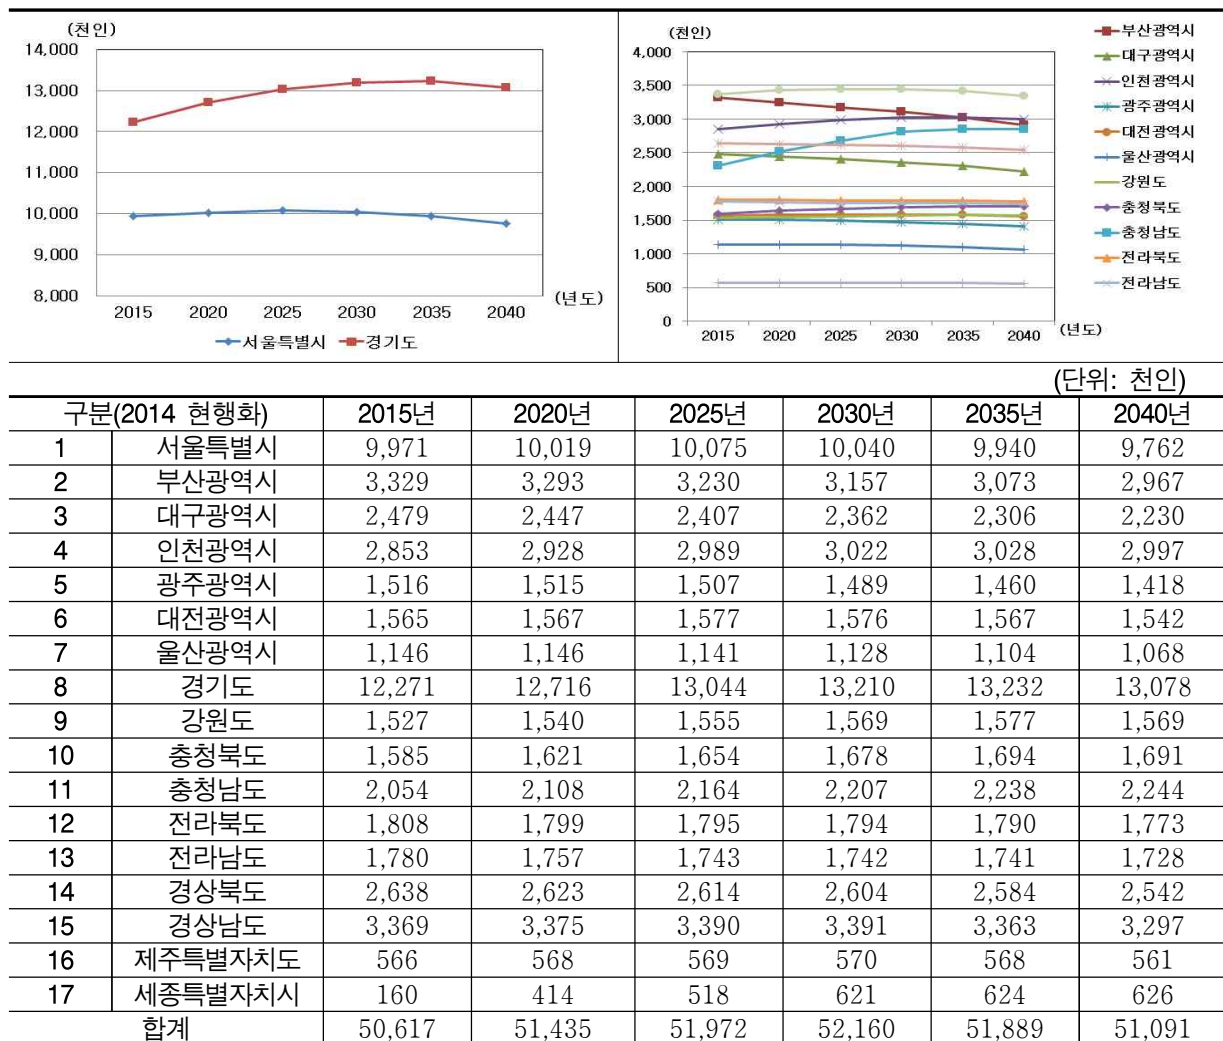 (천인)
14,000
13,000
12,000
11,000
10,000
9,000
8,000
2015 2020 2025 2030 2035 2040
(년도)
서울특별시 경기도
(천인)
4,000
3,500
3,000
2,500
2,000
1,500
1,000
500
0
2015 2020 2025 2030 2035 2040
(년도)
부산광역시
대구광역시
인천광역시
광주광역시
대전광역시
울산광역시
강원도
충청북도
충청남도
전라북도
전라남도
(단위: 천인)
구분(2014 현행화) 2015년 2020년 2025년 2030년 2035년 2040년
1 서울특별시 9,971 10,019 10,075 10,040 9,940 9,762
2 부산광역시 3,329 3,293 3,230 3,157 3,073 2,967
3 대구광역시 2,479 2,447 2,407 2,362 2,306 2,230
4 인천광역시 2,853 2,928 2,989 3,022 3,028 2,997
5 광주광역시 1,516 1,515 1,507 1,489 1,460 1,418
6 대전광역시 1,565 1,567 1,577 1,576 1,567 1,542
7 울산광역시 1,146 1,146 1,141 1,128 1,104 1,068
8 경기도 12,271 12,716 13,044 13,210 13,232 13,078
9 강원도 1,527 1,540 1,555 1,569 1,577 1,569
10 충청북도 1,585 1,621 1,654 1,678 1,694 1,691
11 충청남도 2,054 2,108 2,164 2,207 2,238 2,244
12 전라북도 1,808 1,799 1,795 1,794 1,790 1,773
13 전라남도 1,780 1,757 1,743 1,742 1,741 1,728
14 경상북도 2,638 2,623 2,614 2,604 2,584 2,542
15 경상남도 3,369 3,375 3,390 3,391 3,363 3,297
16 제주특별자치도 566 568 569 570 568 561
17 세종특별자치시 160 414 518 621 624 626
합계 50,617 51,435 51,972 52,160 51,889 51,091